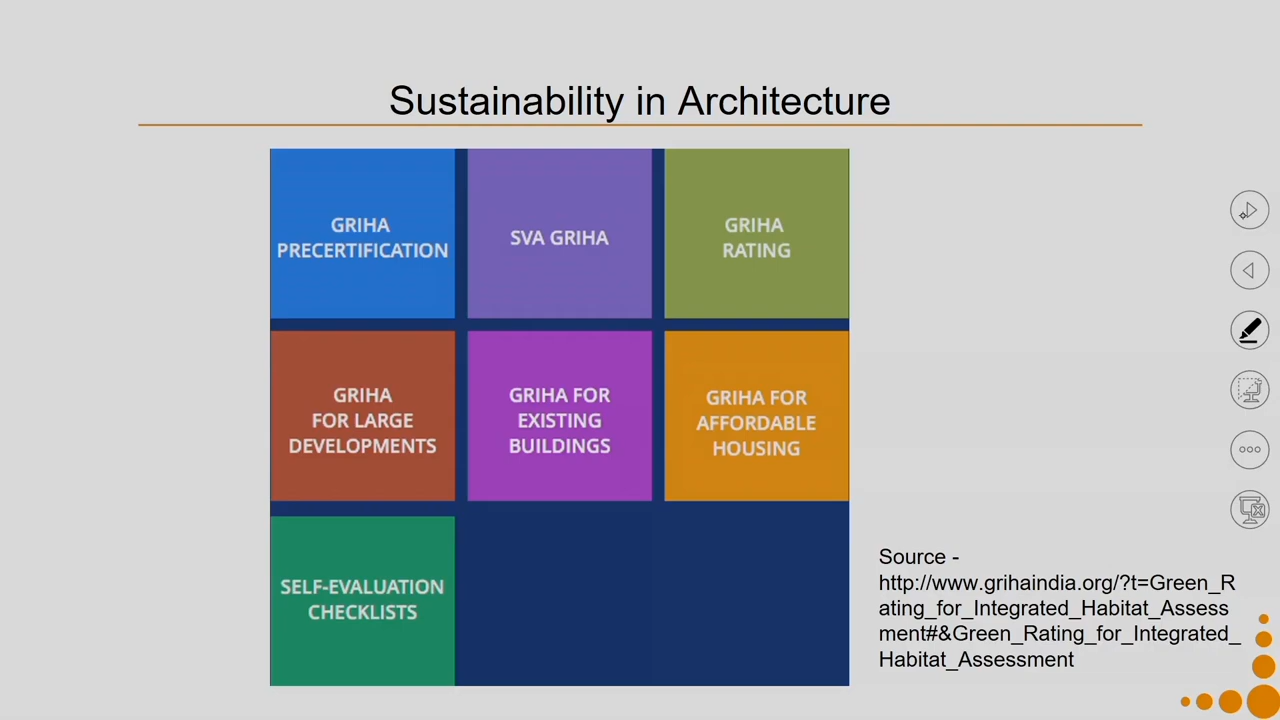 Sustainability in Architecture
GRIHA
PRECERTIFICATION
SVA GRIHA
GRIHA
RATING
GRIHA
FOR LARGE
DEVELOPMENTS
GRIHA FOR
EXISTING
BUILDINGS
GRIHA FOR
AFFORDABLE
HOUSING
SELF-EVALUATION
CHECKLISTS
Source -
http://www.grihaindia.org/?t=Green_R
ating_for_Integrated_Habitat_Assess
ment#&Green_Rating_for_Integrated_
Habitat_Assessment